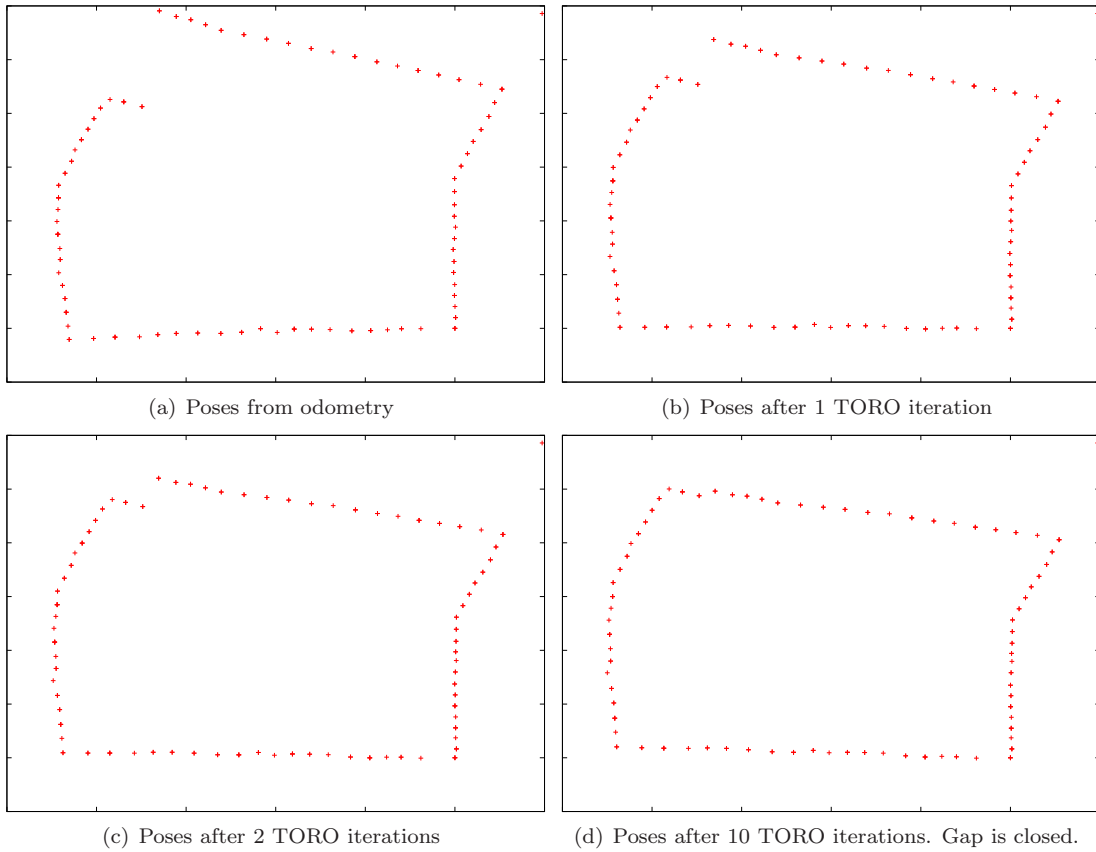 (a) Poses from odometry
(b) Poses after 1 TORO iteration
(c) Poses after 2 TORO iterations
(d) Poses after 10 TORO iterations. Gap is closed.